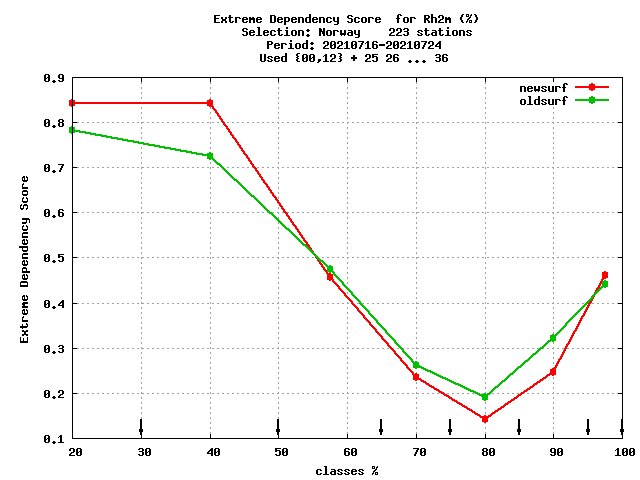 Extreme Dependency Score  for Rh2m (%)
Selection: Norway    223 stations
Period: 20210716-20210724
Used {00,12} + 25 26 ... 36
newsurf
oldsurf
0.9
0.8
0.7
0.6
0.5
0.4
0.3
0.2
0.1
Extreme Dependency Score
20 30 40 50 60 70 80 90 100
classes %